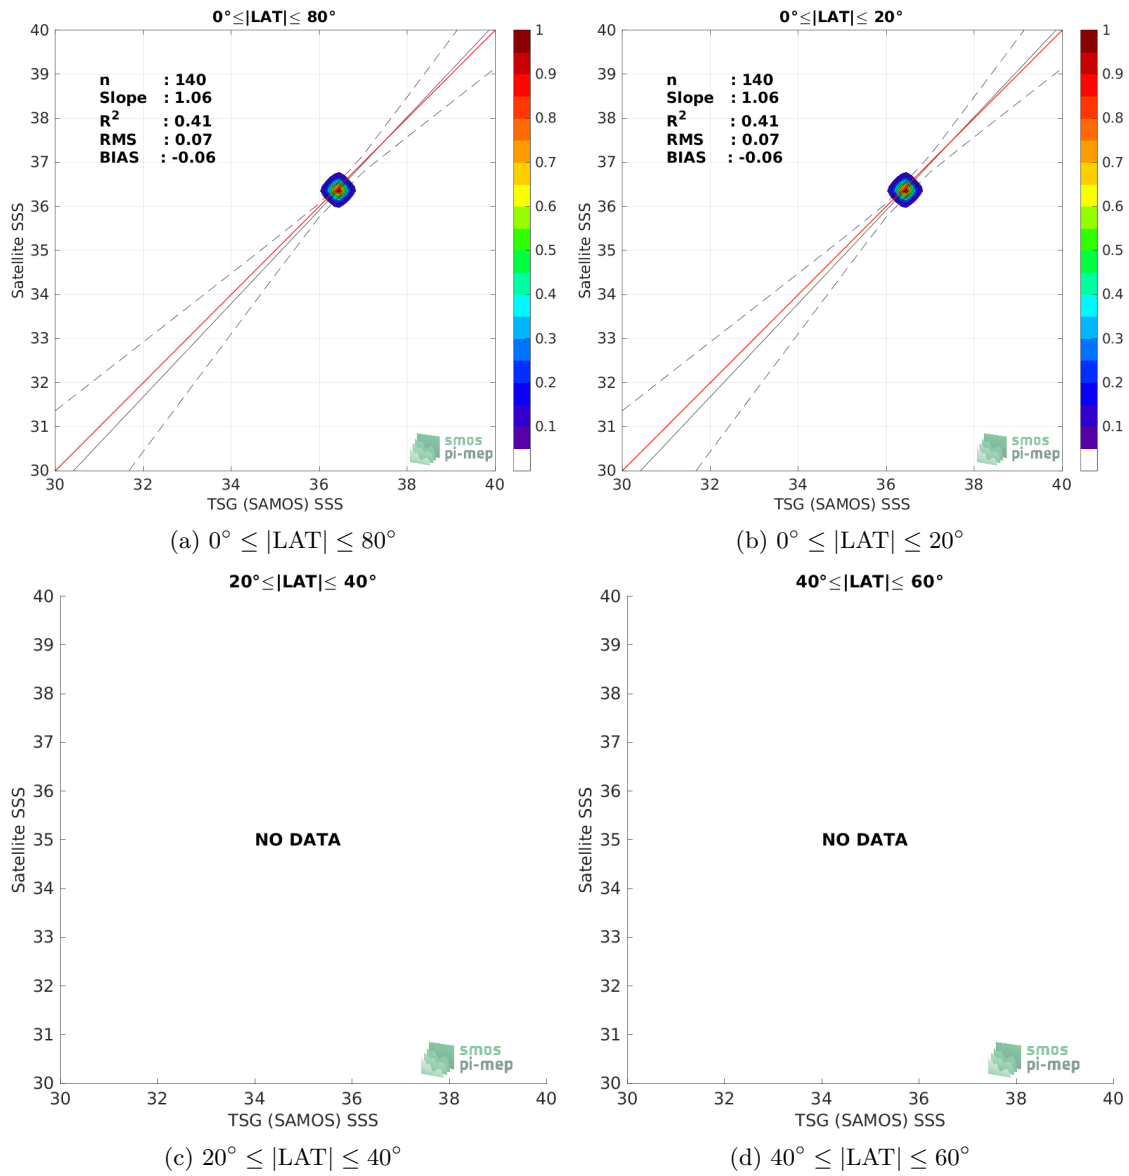 0°≤|LAT|≤ 80°
40
39
38
37
36
35
34
33
32
31
30
Satellite SSS
n : 140
Slope : 1.06
R² : 0.41
RMS : 0.07
BIAS : -0.06
smos
pi-mep
30 32 34 36 38 40
TSG (SAMOS) SSS
1
0.9
0.8
0.7
0.6
0.5
0.4
0.3
0.2
0.1
(a) 0° ≤ |LAT| ≤ 80°
0°≤|LAT|≤ 20°
40
39
38
37
36
35
34
33
32
31
30
Satellite SSS
n : 140
Slope : 1.06
R² : 0.41
RMS : 0.07
BIAS : -0.06
smos
pi-mep
30 32 34 36 38 40
TSG (SAMOS) SSS
1
0.9
0.8
0.7
0.6
0.5
0.4
0.3
0.2
0.1
(b) 0° ≤ |LAT| ≤ 20°
20°≤|LAT|≤ 40°
40
39
38
37
36
35
34
33
32
31
30
Satellite SSS
NO DATA
smos
pi-mep
30 32 34 36 38 40
TSG (SAMOS) SSS
(c) 20° ≤ |LAT| ≤ 40°
40°≤|LAT|≤ 60°
40
39
38
37
36
35
34
33
32
31
30
Satellite SSS
NO DATA
smos
pi-mep
30 32 34 36 38 40
TSG (SAMOS) SSS
(d) 40° ≤ |LAT| ≤ 60°